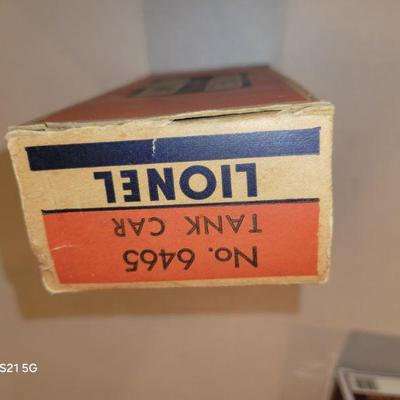 No. 6465
TANK CAR
LIONEL
S21 5G